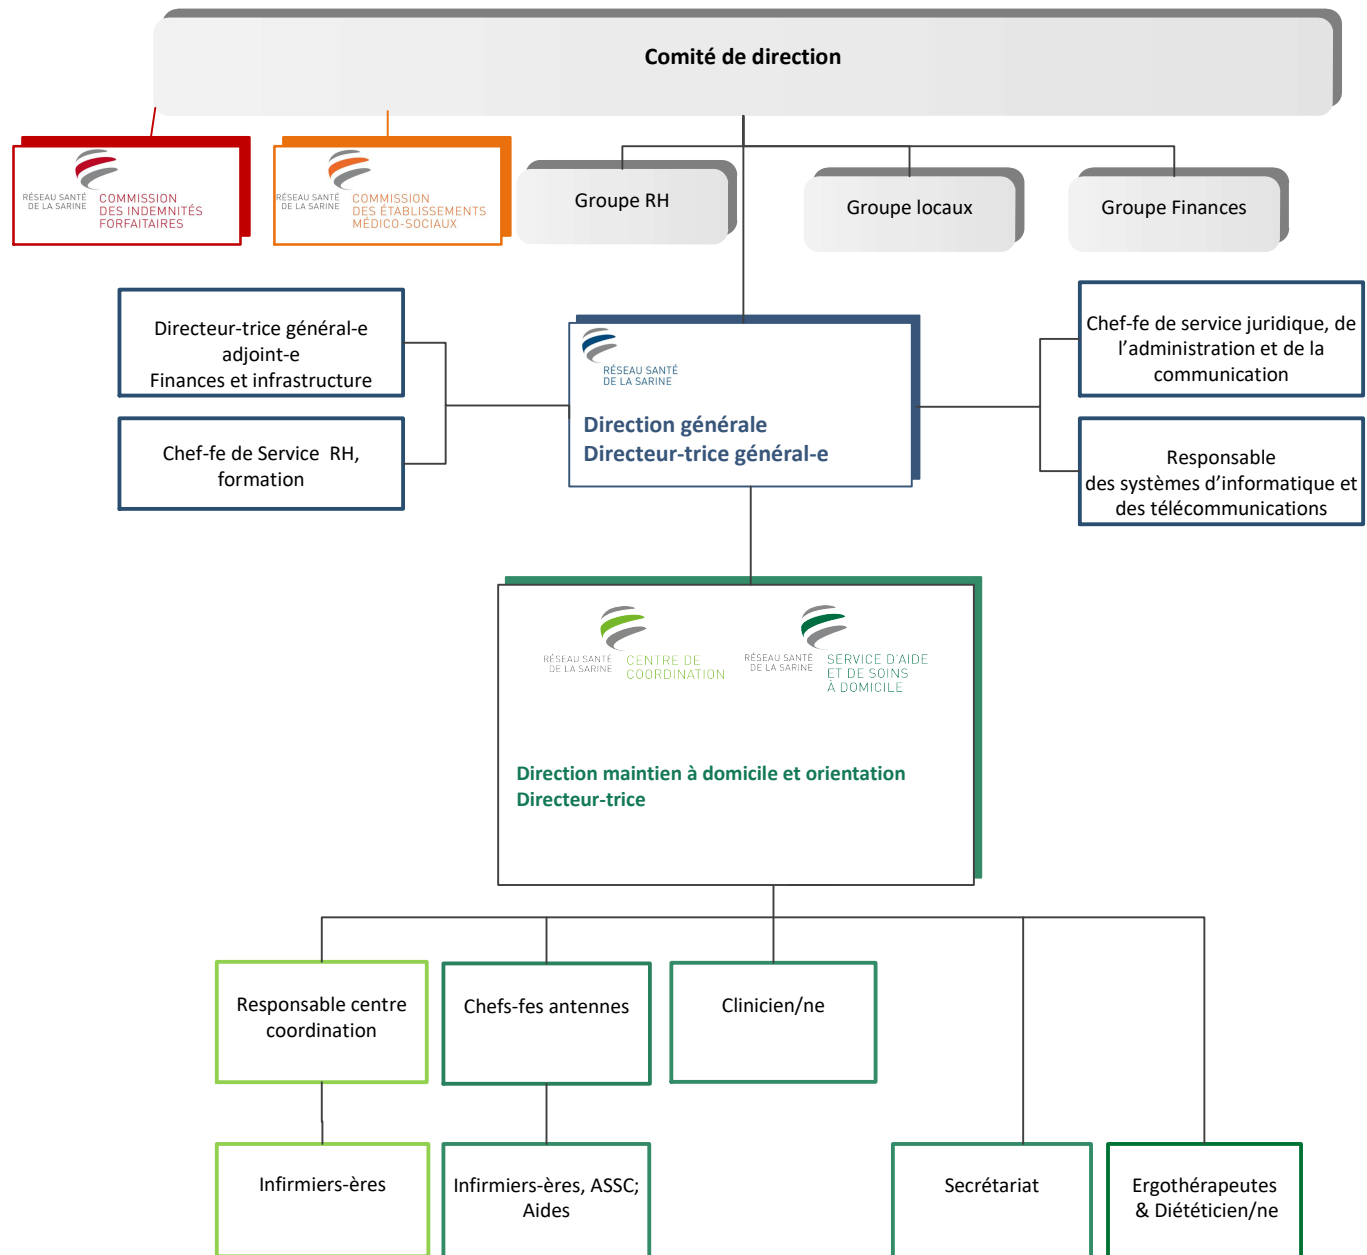 Comité de direction
RÉSEAU SANTÉ
DE LA SARINE
COMMISSION
DES INDEMNITÉS
FORFAITAIRES
RÉSEAU SANTÉ
DE LA SARINE
COMMISSION
DES ÉTABLISSEMENTS
MÉDICO-SOCIAUX
Groupe RH
Groupe locaux
Groupe Finances
Directeur-trice général-e
adjoint-e
Finances et infrastructure
Chef-fe de Service  RH,
formation
RÉSEAU SANTÉ
DE LA SARINE
Direction générale
Directeur-trice général-e
Chef-fe de service juridique, de
l’administration et de la
communication
Responsable
des systèmes d’informatique et
des télécommunications
RÉSEAU SANTÉ
DE LA SARINE
CENTRE DE
COORDINATION
RÉSEAU SANTÉ
DE LA SARINE
SERVICE D'AIDE
ET DE SOINS
À DOMICILE
Direction maintien à domicile et orientation
Directeur-trice
Responsable centre
coordination
Chefs-fes antennes
Clinicien/ne
Infirmiers-ères
Infirmiers-ères, ASSC;
Aides
Secrétariat
Ergothérapeutes
& Diététicien/ne